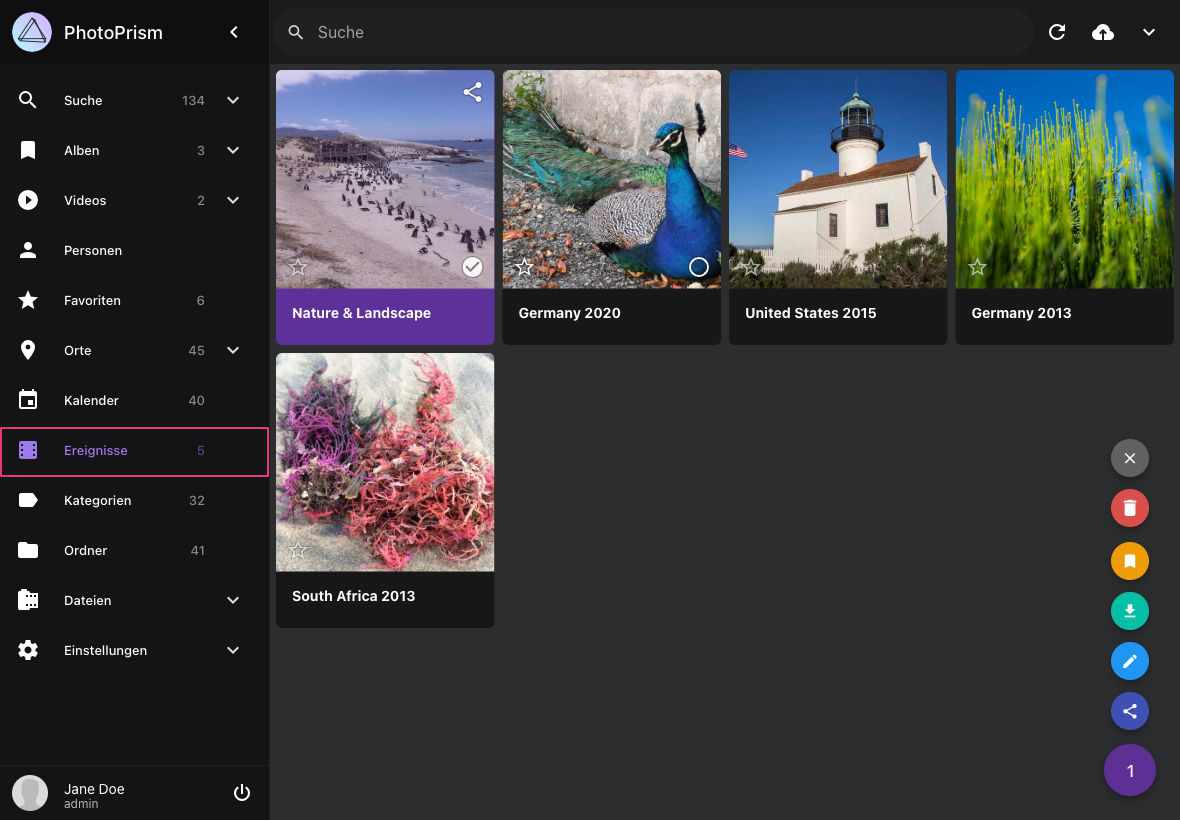 PhotoPrism
Suche
Suche 134
Alben 3
Videos 2
Personen
Favoriten 6
Orte 45
Kalender 40
Ereignisse 5
Kategorien 32
Ordner 41
Dateien
Einstellungen
Jane Doe
admin
Nature & Landscape
Germany 2020
United States 2015
Germany 2013
South Africa 2013
1